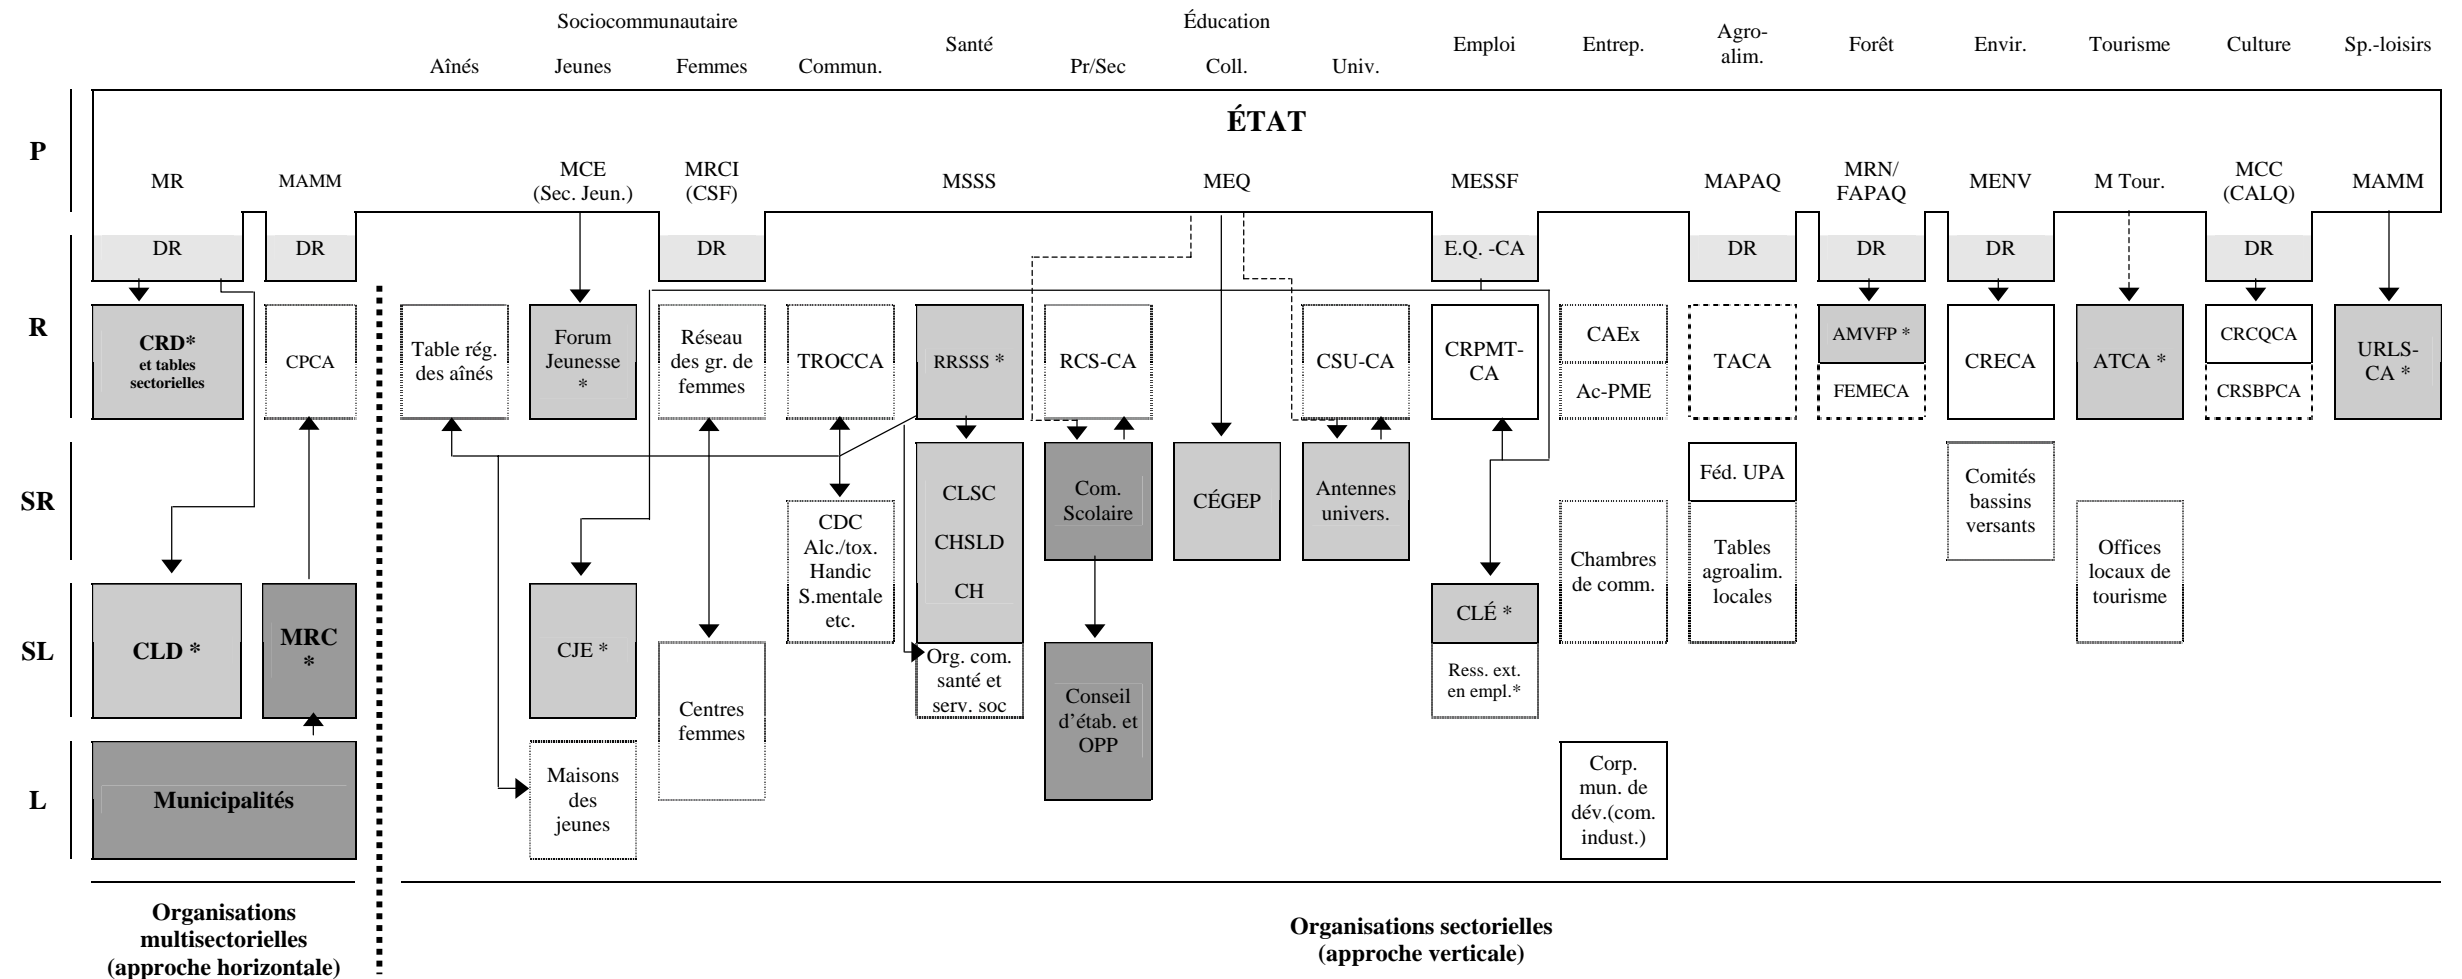 Sociocommunautaire
Éducation
Santé
Emploi
Entrep.
Agro-
alim.
Forêt
Envir.
Tourisme
Culture
Sp.-loisirs
Aînés
Jeunes
Femmes
Commun.
Pr/Sec
Coll.
Univ.
ÉTAT
P
MR
MAMM
MCE
(Sec. Jeun.)
MRCI
(CSF)
MSSS
MEQ
MESSF
MAPAQ
MRN/
FAPAQ
MENV
M Tour.
MCC
(CALQ)
MAMM
DR
DR
DR
E.Q. -CA
DR
DR
DR
DR
R
CRD*
et tables
sectorielles
CPCA
Table rég.
des aînés
Forum
Jeunesse
*
Réseau
des gr. de
femmes
TROCCA
RRSSS *
RCS-CA
CSU-CA
CRPMT-
CA
CAEx
Ac-PME
TACA
AMVFP *
FEMECA
CRECA
ATCA *
CRCQCA
CRSBPCA
URLS-
CA *
SR
CDC
Alc./tox.
Handic
S.mentale
etc.
CLSC
CHSLD
CH
Com.
Scolaire
CÉGEP
Antennes
univers.
Chambres
de comm.
Féd. UPA
Tables
agroalim.
locales
Comités
bassins
versants
Offices
locaux de
tourisme
SL
CLD *
MRC
*
CJE *
Centres
femmes
Org. com.
santé et
serv. soc
Conseil
d'étab. et
OPP
CLÉ *
Ress. ext.
en empl.*
L
Municipalités
Maisons
des
jeunes
Corp.
mun. de
dév.(com.
indust.)
Organisations
multisectorielles
(approche horizontale)
Organisations sectorielles
(approche verticale)